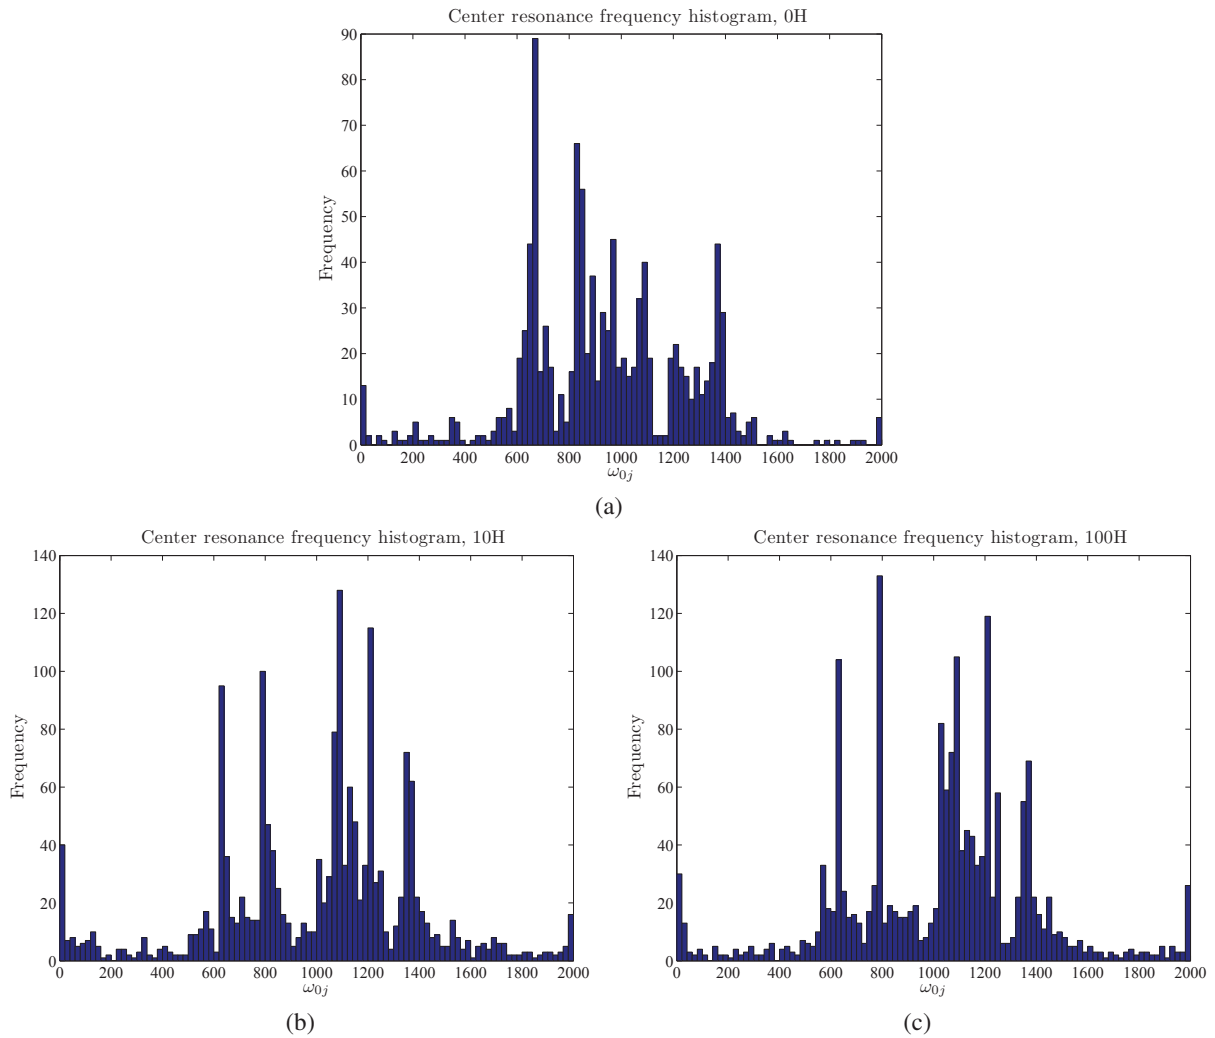 Center resonance frequency histogram, 0H
90
80
70
60
50
40
30
20
10
0
Frequency
0 200 400 600 800 1000 1200 1400 1600 1800 2000
ω0j
(a)
Center resonance frequency histogram, 10H
140
120
100
80
60
40
20
0
Frequency
0 200 400 600 800 1000 1200 1400 1600 1800 2000
ω0j
(b)
Center resonance frequency histogram, 100H
140
120
100
80
60
40
20
0
Frequency
0 200 400 600 800 1000 1200 1400 1600 1800 2000
ω0j
(c)